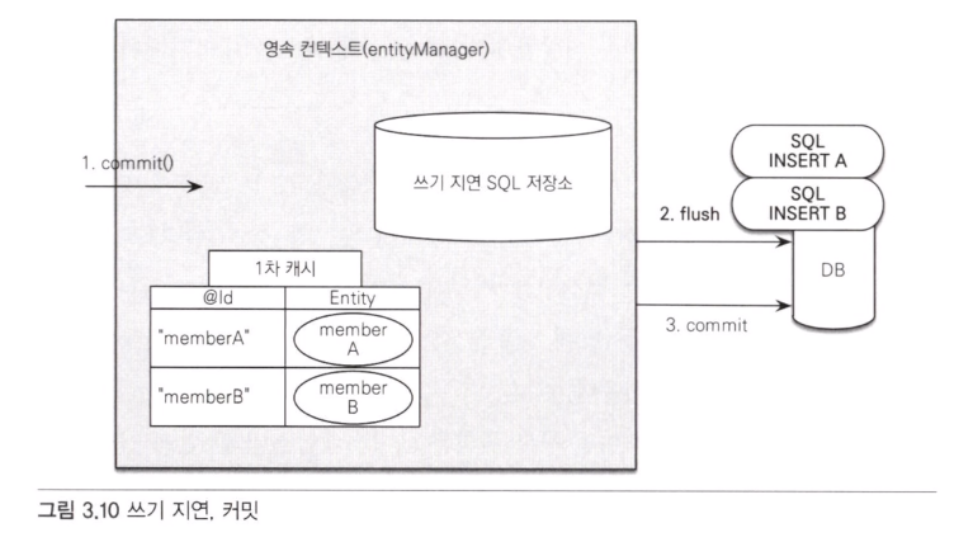 영속 컨텍스트(entityManager)
1. commit()
쓰기 지연 SQL 저장소
SQL
INSERT A
SQL
INSERT B
2. flush
DB
3. commit
1차 캐시
@Id Entity
"memberA" member
A
"memberB" member
B
그림 3.10 쓰기 지연, 커밋